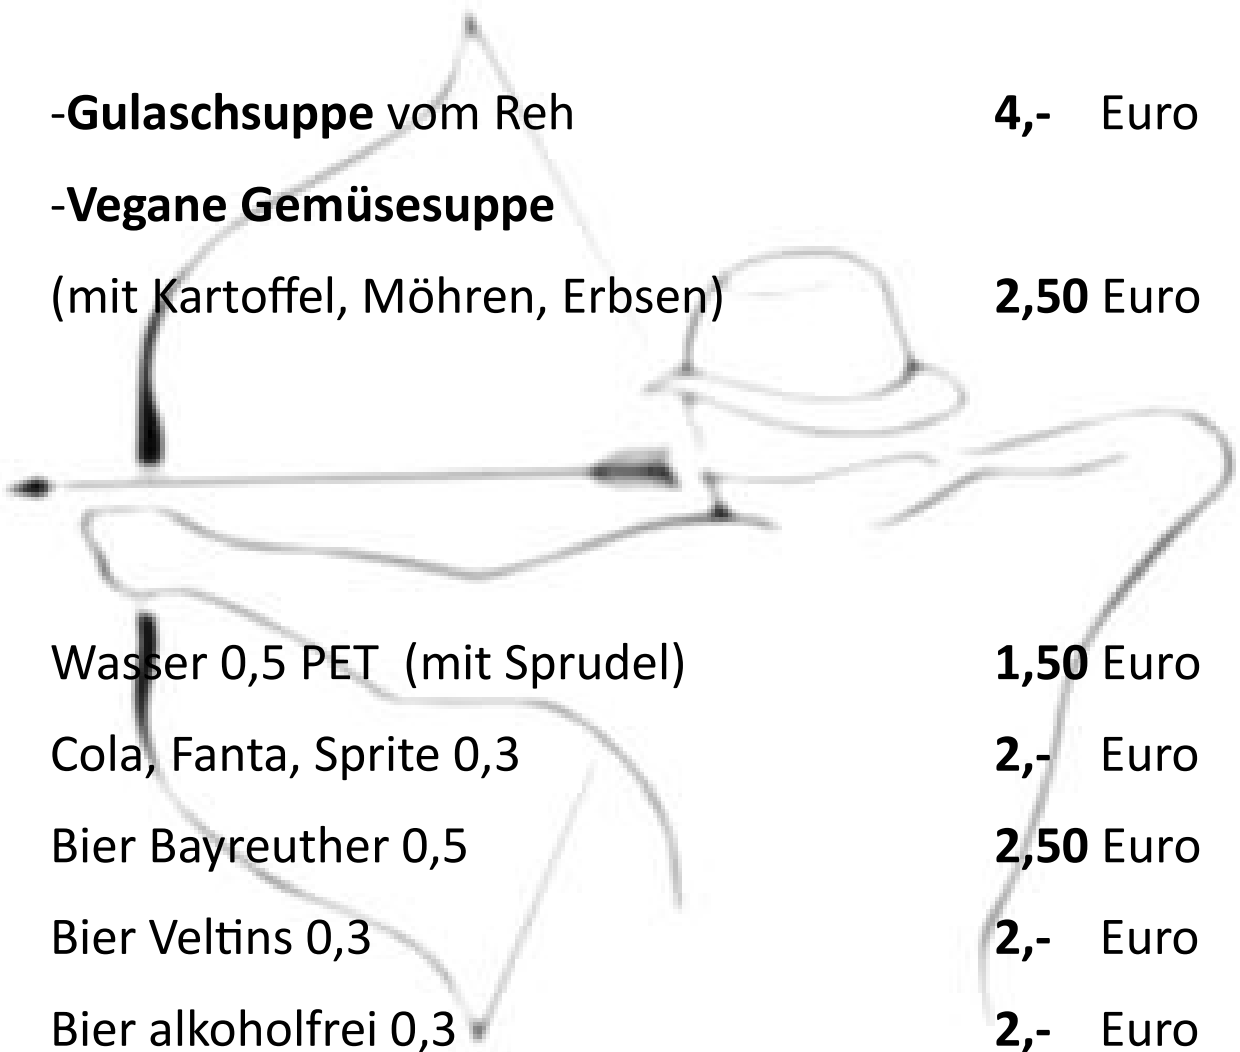 -Gulaschsuppe vom Reh 4,- Euro
-Vegane Gemüsesuppe
(mit Kartoffel, Möhren, Erbsen) 2,50 Euro
Wasser 0,5 PET (mit Sprudel) 1,50 Euro
Cola, Fanta, Sprite 0,3 2,- Euro
Bier Bayreuther 0,5 2,50 Euro
Bier Veltins 0,3 2,- Euro
Bier alkoholfrei 0,3 2,- Euro